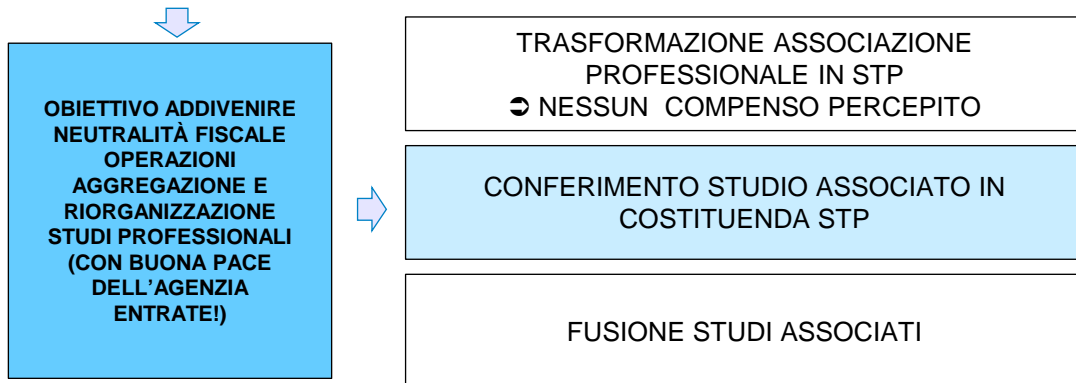 OBIETTIVO ADDIVENIRE
NEUTRALITÀ FISCALE
OPERAZIONI
AGGREGAZIONE E
RIORGANIZZAZIONE
STUDI PROFESSIONALI
(CON BUONA PACE
DELL'AGENZIA
ENTRATE!)
TRASFORMAZIONE ASSOCIAZIONE
PROFESSIONALE IN STP
➲ NESSUN COMPENSO PERCEPITO
CONFERIMENTO STUDIO ASSOCIATO IN
COSTITUENDA STP
FUSIONE STUDI ASSOCIATI